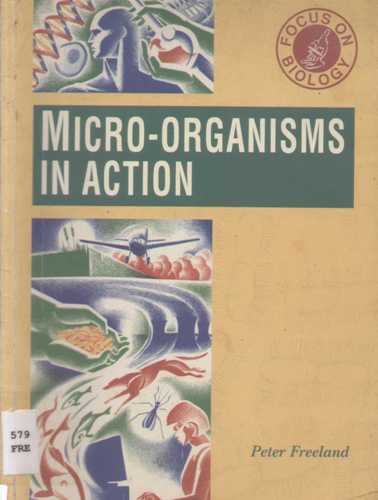 FOCUS ON
BIOLOGY
MICRO-ORGANISMS
IN ACTION
579
FRE
Peter Freeland